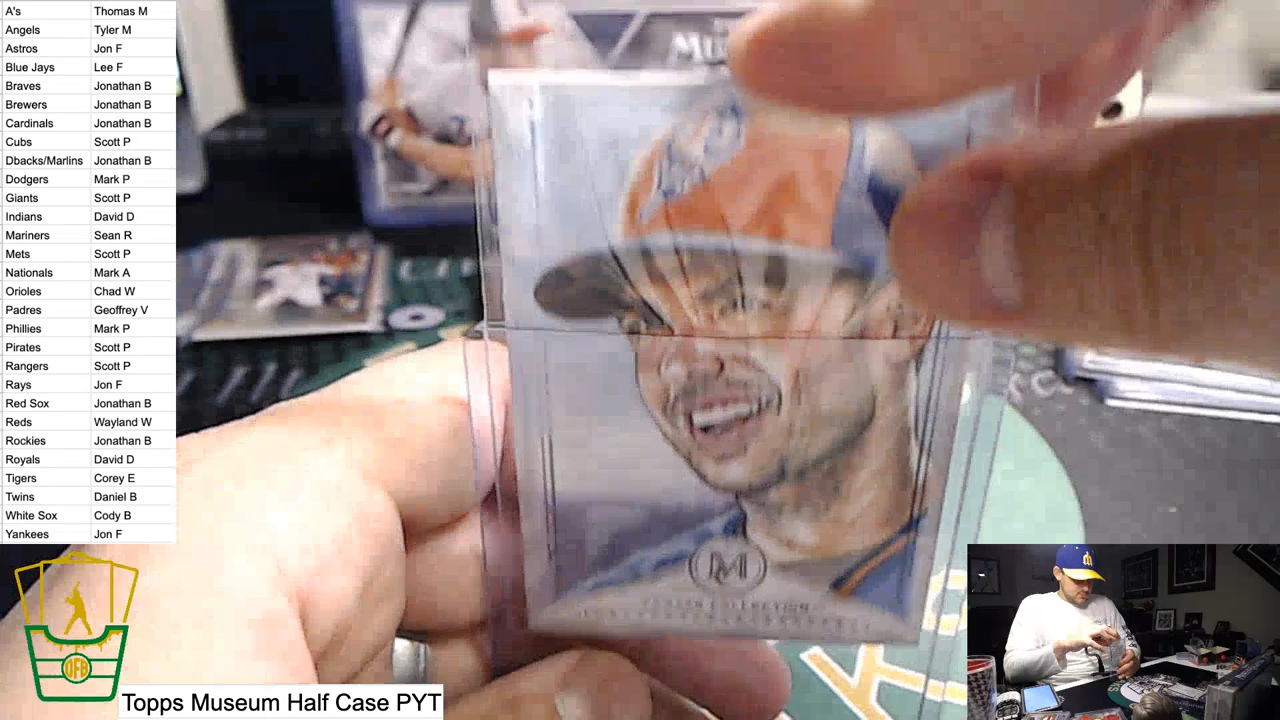 A's Thomas M
Angels Tyler M
Astros Jon F
Blue Jays Lee F
Braves Jonathan B
Brewers Jonathan B
Cardinals Jonathan B
Cubs Scott P
Dbacks/Marlins Jonathan B
Dodgers Mark P
Giants Scott P
Indians David D
Mariners Sean R
Mets Scott P
Nationals Mark A
Orioles Chad W
Padres Geoffrey V
Phillies Mark P
Pirates Scott P
Rangers Scott P
Rays Jon F
Red Sox Jonathan B
Reds Wayland W
Rockies Jonathan B
Royals David D
Tigers Corey E
Twins Daniel B
White Sox Cody B
Yankees Jon F
OFB
Topps Museum Half Case PYT
M